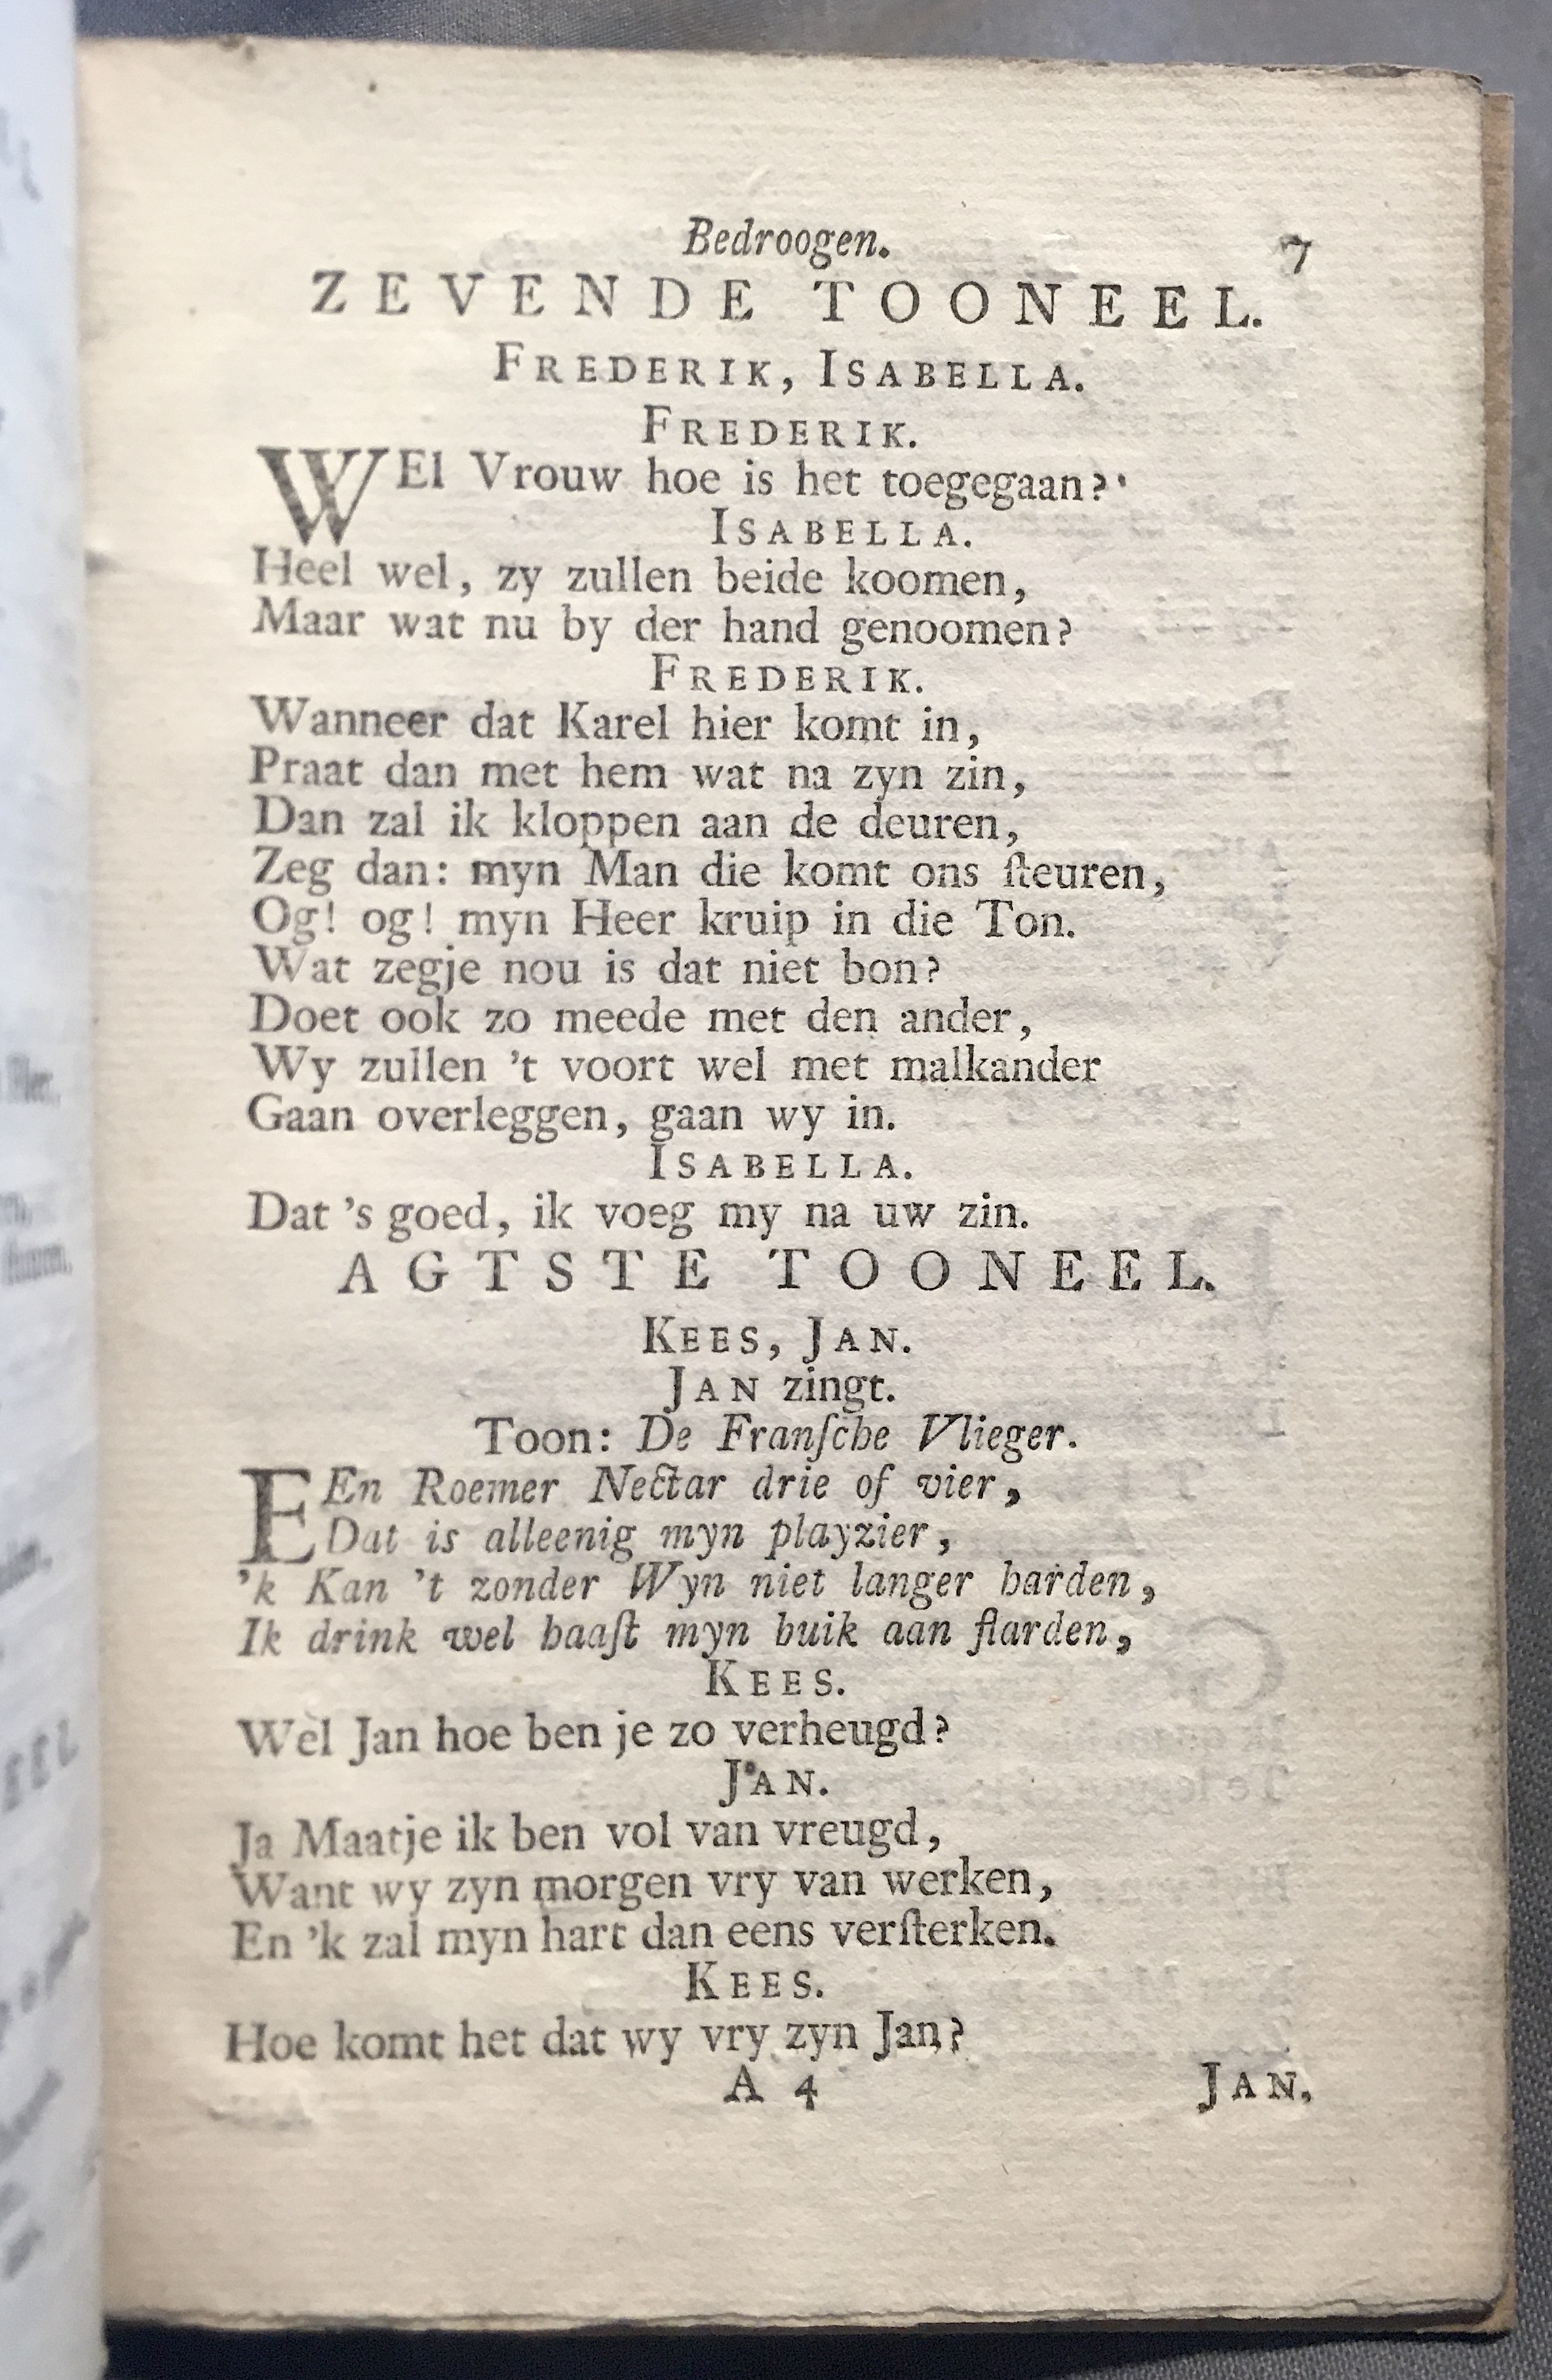 Bedroogen. 7
ZEVENDE TOONEEL.
FREDERIK, ISABELLA.
FREDERIK.
WEl Vrouw hoe is het toegegaan?
ISABELLA.
Heel wel, zy zullen beide koomen,
Maar wat nu by der hand genoomen?
FREDERIK.
Wanneer dat Karel hier komt in,
Praat dan met hem wat na zyn zin,
Dan zal ik kloppen aan de deuren,
Zeg dan: myn Man die komt ons ſteuren,
Og! og! myn Heer kruip in die Ton.
Wat zegje nou is dat niet bon?
Doet ook zo meede met den ander,
Wy zullen 't voort wel met malkander
Gaan overleggen, gaan wy in.
ISABELLA.
Dat 's goed, ik voeg my na uw zin.
AGTSTE TOONEEL.
KEES, JAN.
JAN zingt.
Toon: De Franſche Vlieger.
EEn Roemer Nectar drie of vier,
Dat is alleenig myn playzier,
'k Kan 't zonder Wyn niet langer harden,
Ik drink wel haaſt myn buik aan flarden,
KEES.
Wel Jan hoe ben je zo verheugd?
JAN.
Ja Maatje ik ben vol van vreugd,
Want wy zyn morgen vry van werken,
En 'k zal myn hart dan eens verſterken.
KEES.
Hoe komt het dat wy vry zyn Jan?
A 4 JAN,